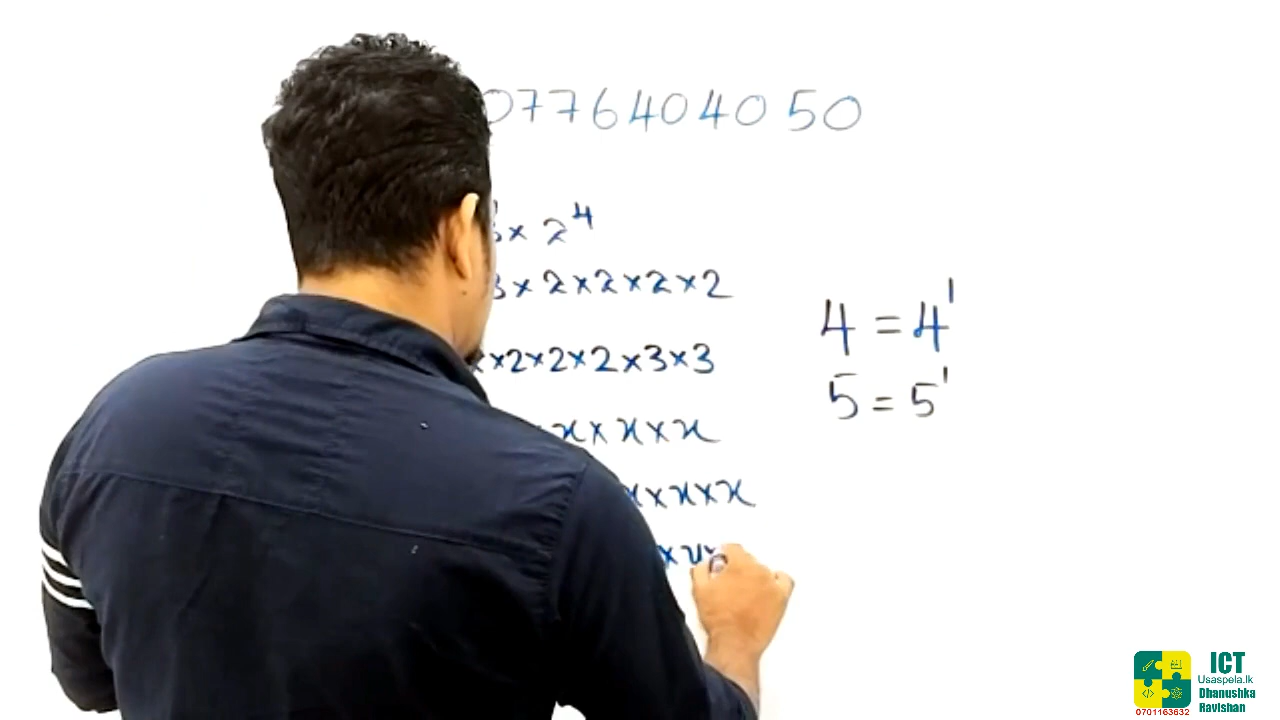 0776404050
× 2⁴
3 × 2 × 2 × 2 × 2
× 2 × 2 × 2 × 3 × 3
x × x × x
x × x × x
4 = 4¹
5 = 5¹
ICT
Usaspela.lk
Dhanushka
Ravishan
0701163632